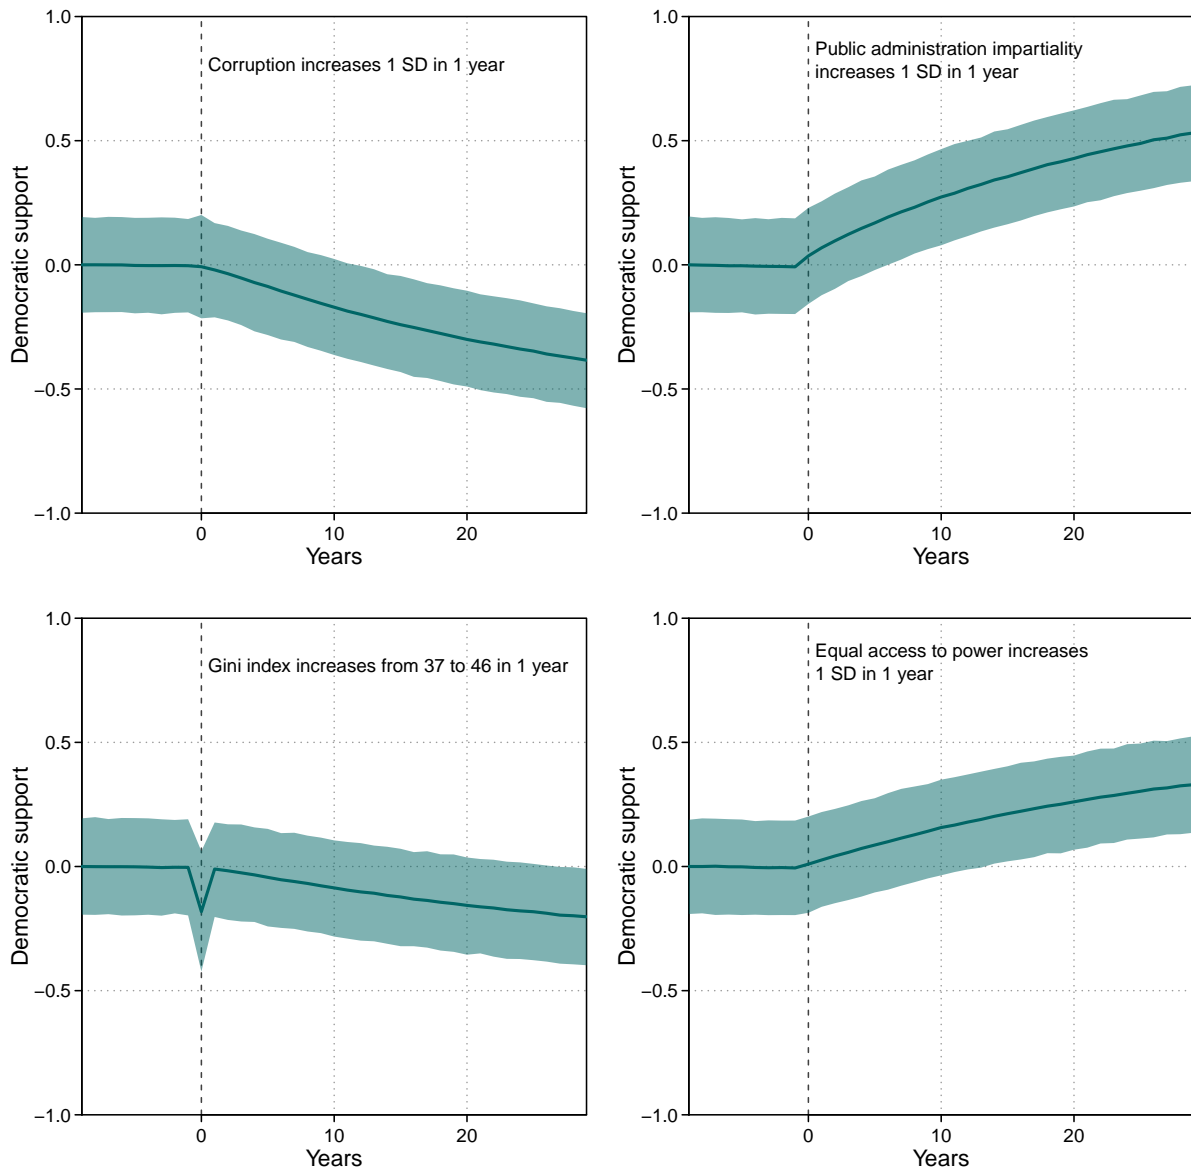 1.0
0.5
0.0
−0.5
−1.0
Democratic support
Corruption increases 1 SD in 1 year
0
10
20
Years
1.0
0.5
0.0
−0.5
−1.0
Democratic support
Public administration impartiality
increases 1 SD in 1 year
0
10
20
Years
1.0
0.5
0.0
−0.5
−1.0
Democratic support
Gini index increases from 37 to 46 in 1 year
0
20
Years
1.0
0.5
0.0
−0.5
−1.0
Democratic support
Equal access to power increases
1 SD in 1 year
0
10
20
Years